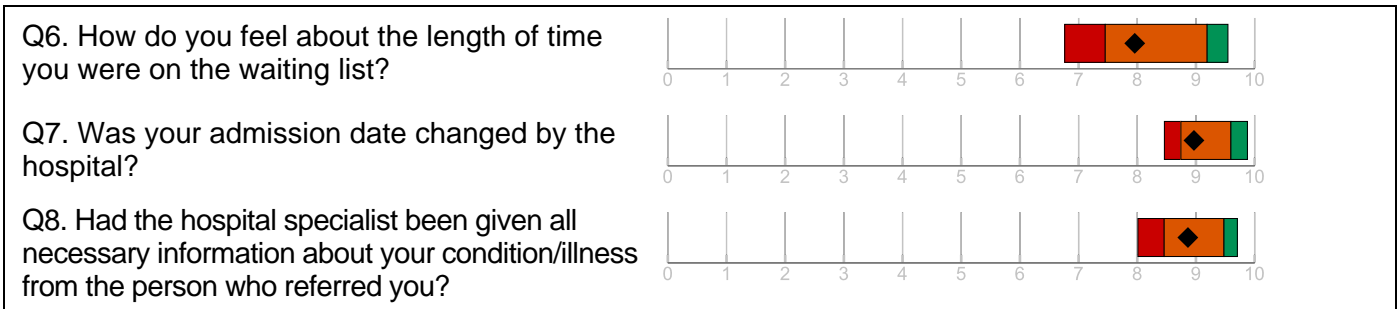 Q6. How do you feel about the length of time
you were on the waiting list?
0 1 2 3 4 5 6 7 8 9 10
Q7. Was your admission date changed by the
hospital?
0 1 2 3 4 5 6 7 8 9 10
Q8. Had the hospital specialist been given all
necessary information about your condition/illness
from the person who referred you?
0 1 2 3 4 5 6 7 8 9 10